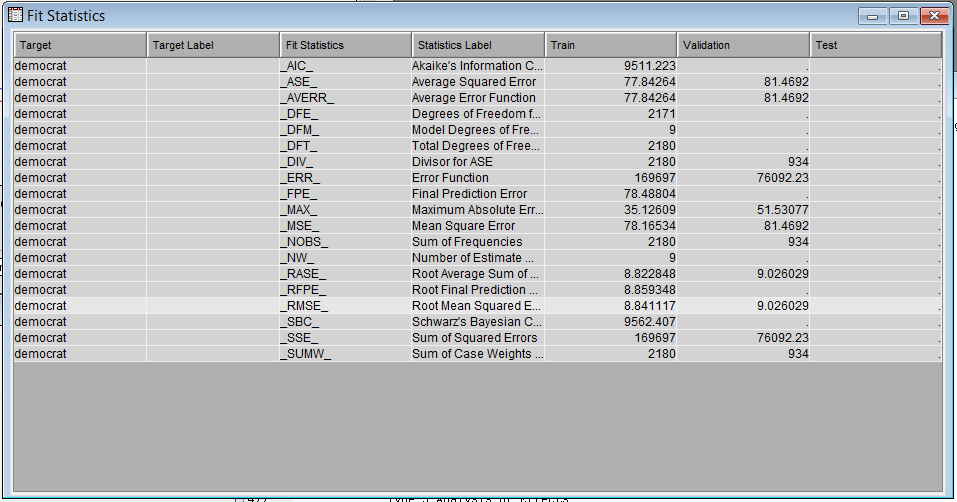 Fit Statistics
Target Target Label Fit Statistics Statistics Label Train Validation Test
democrat _AIC_ Akaike's Information C... 9511.223 . .
democrat _ASE_ Average Squared Error 77.84264 81.4692 .
democrat _AVERR_ Average Error Function 77.84264 81.4692 .
democrat _DFE_ Degrees of Freedom f... 2171 . .
democrat _DFM_ Model Degrees of Fre... 9 . .
democrat _DFT_ Total Degrees of Free... 2180 . .
democrat _DIV_ Divisor for ASE 2180 934 .
democrat _ERR_ Error Function 169697 76092.23 .
democrat _FPE_ Final Prediction Error 78.48804 . .
democrat _MAX_ Maximum Absolute Err... 35.12609 51.53077 .
democrat _MSE_ Mean Square Error 78.16534 81.4692 .
democrat _NOBS_ Sum of Frequencies 2180 934 .
democrat _NW_ Number of Estimate ... 9 . .
democrat _RASE_ Root Average Sum of ... 8.822848 9.026029 .
democrat _RFPE_ Root Final Prediction ... 8.859348 . .
democrat _RMSE_ Root Mean Squared E... 8.841117 9.026029 .
democrat _SBC_ Schwarz's Bayesian C... 9562.407 . .
democrat _SSE_ Sum of Squared Errors 169697 76092.23 .
democrat _SUMW_ Sum of Case Weights ... 2180 934 .